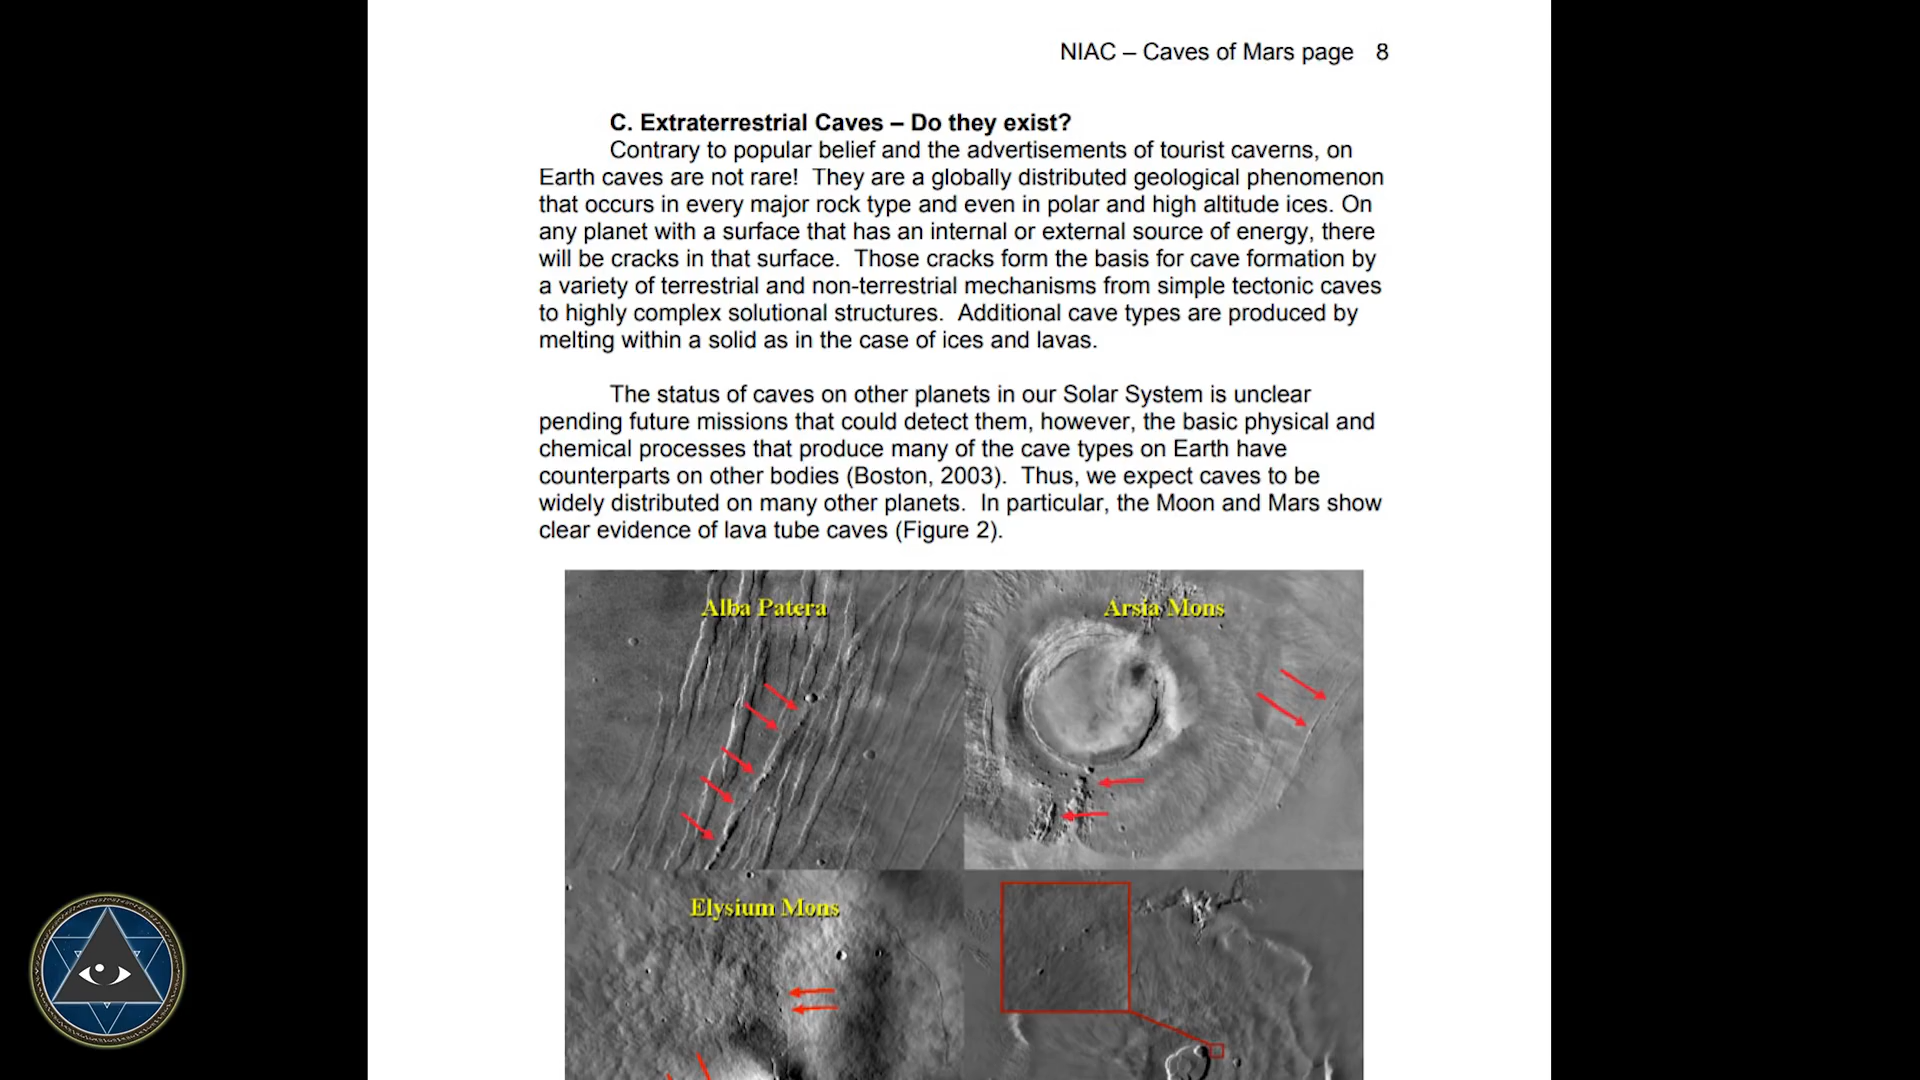 NIAC – Caves of Mars page 8
C. Extraterrestrial Caves – Do they exist?
Contrary to popular belief and the advertisements of tourist caverns, on
Earth caves are not rare! They are a globally distributed geological phenomenon
that occurs in every major rock type and even in polar and high altitude ices. On
any planet with a surface that has an internal or external source of energy, there
will be cracks in that surface. Those cracks form the basis for cave formation by
a variety of terrestrial and non-terrestrial mechanisms from simple tectonic caves
to highly complex solutional structures. Additional cave types are produced by
melting within a solid as in the case of ices and lavas.
The status of caves on other planets in our Solar System is unclear
pending future missions that could detect them, however, the basic physical and
chemical processes that produce many of the cave types on Earth have
counterparts on other bodies (Boston, 2003). Thus, we expect caves to be
widely distributed on many other planets. In particular, the Moon and Mars show
clear evidence of lava tube caves (Figure 2).
Alba Patera
Arsia Mons
Elysium Mons